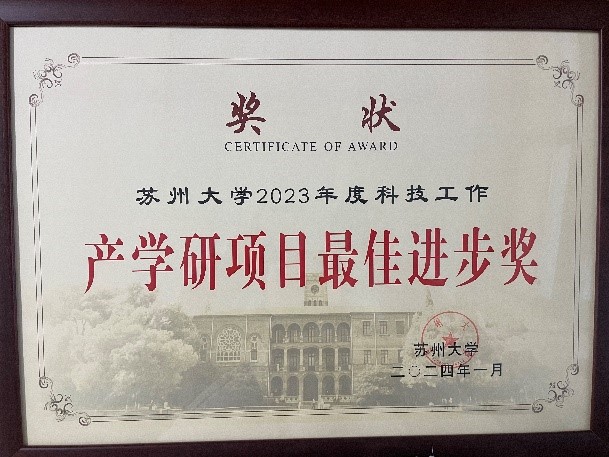 奖状
CERTIFICATE OF AWARD
苏州大学2023年度科技工作
产学研项目最佳进步奖
苏州大学
二〇二四年一月